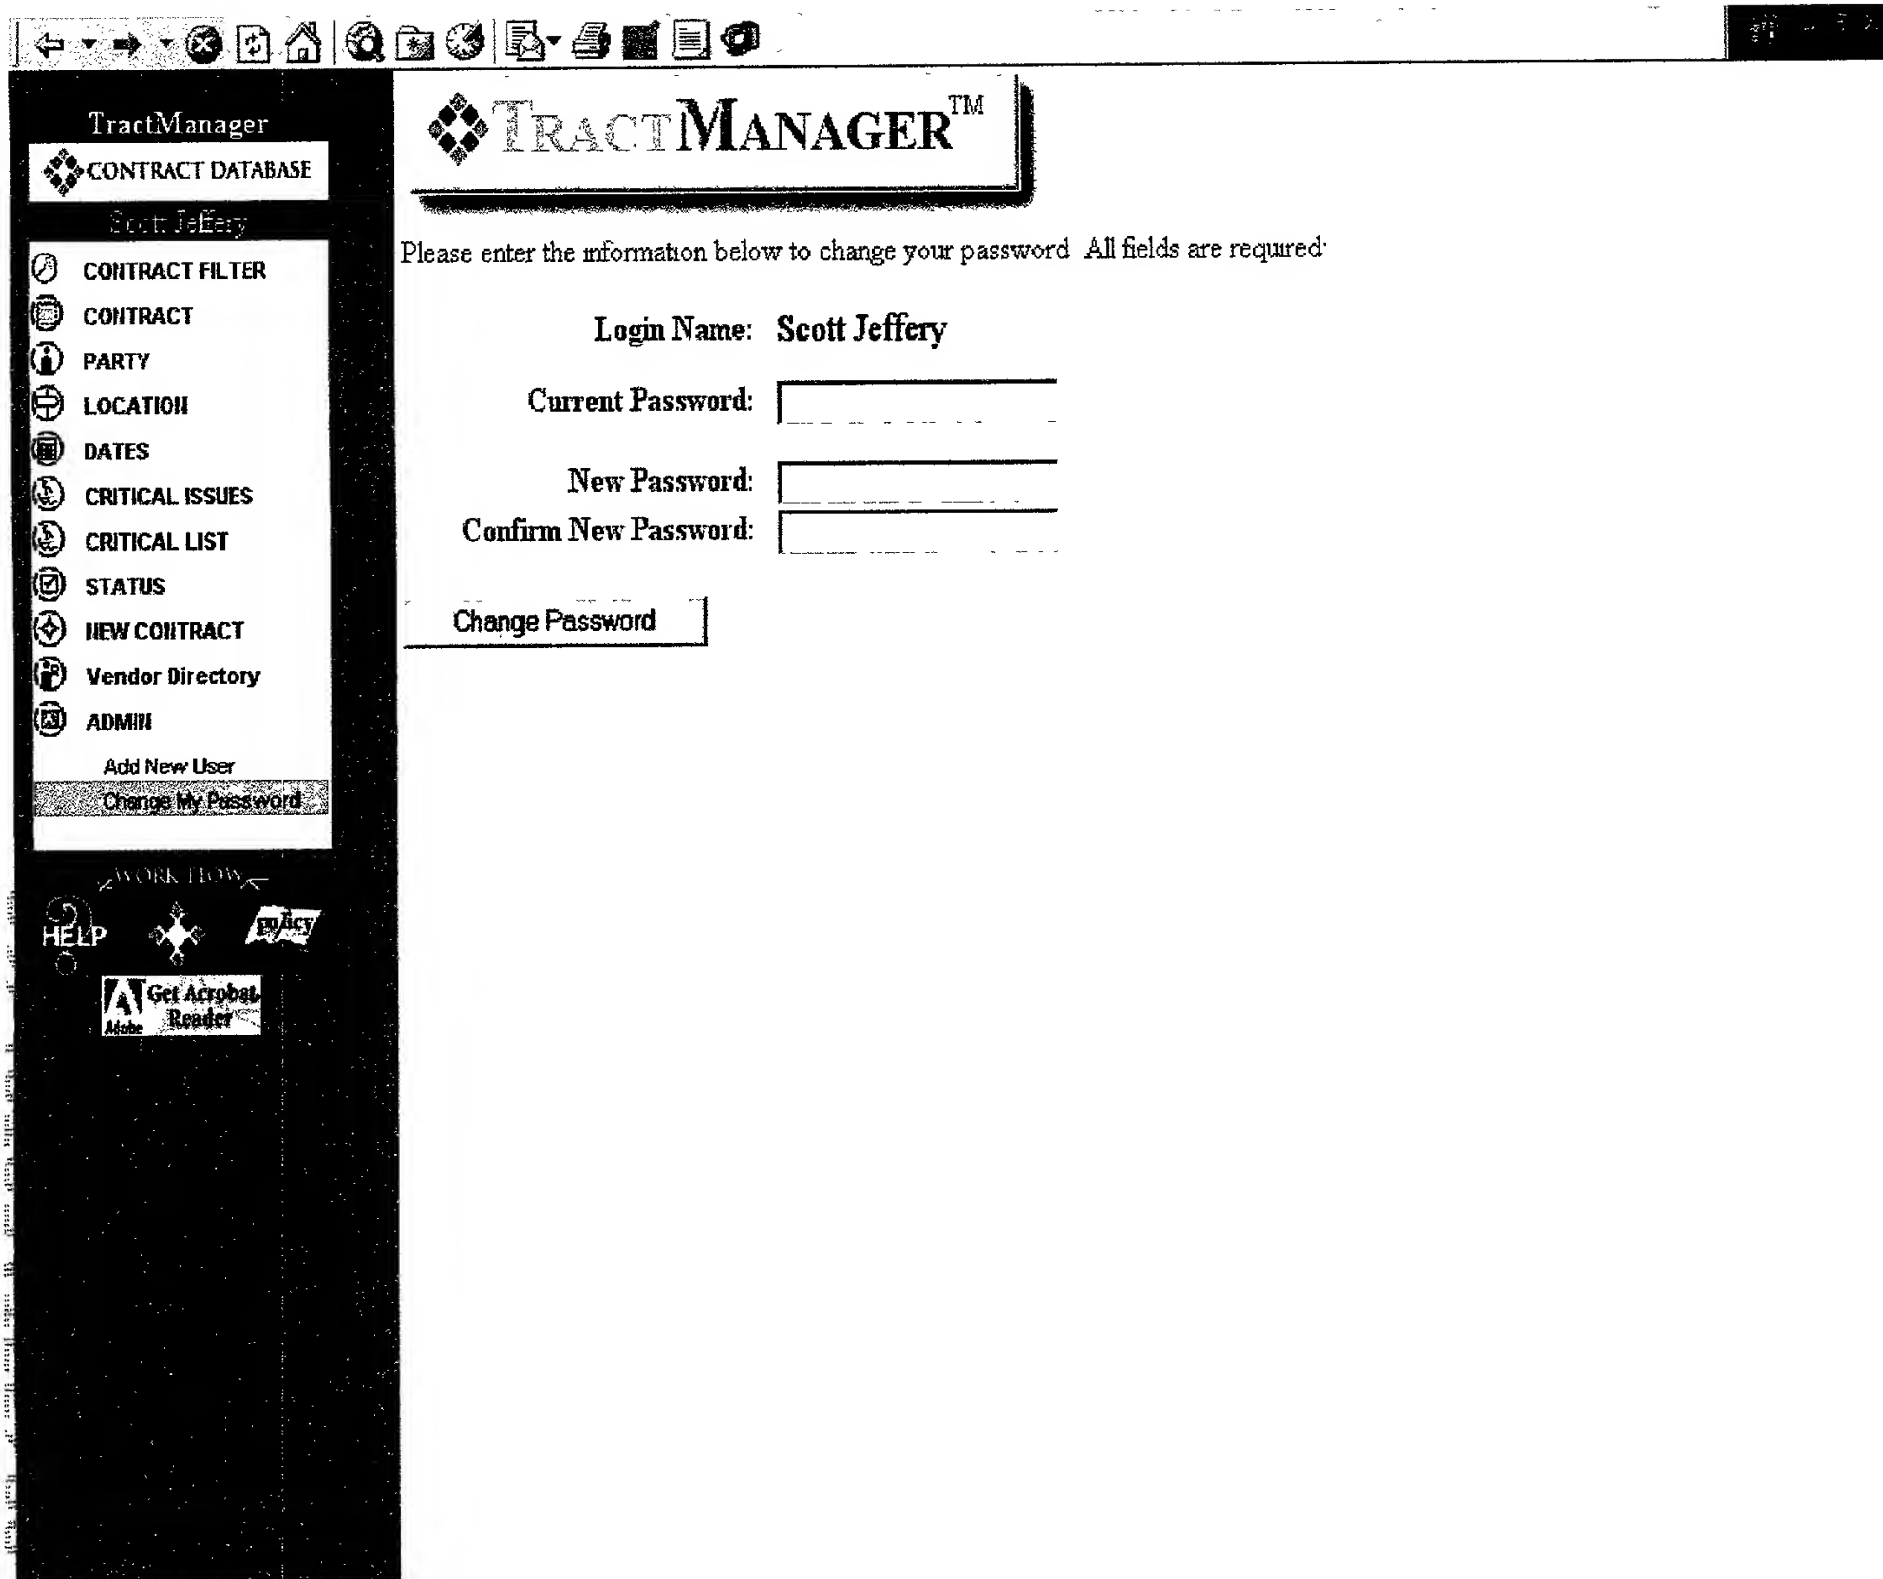 TractManager
CONTRACT DATABASE
Scott Jeffery
CONTRACT FILTER
CONTRACT
PARTY
LOCATION
DATES
CRITICAL ISSUES
CRITICAL LIST
STATUS
NEW CONTRACT
Vendor Directory
ADMIN
Add New User
Change My Password
WORK FLOW
HELP
policy
Adobe
Get Acrobat
Reader
TRACTMANAGER™
Please enter the information below to change your password All fields are required:
Login Name: Scott Jeffery
Current Password:
New Password:
Confirm New Password:
Change Password